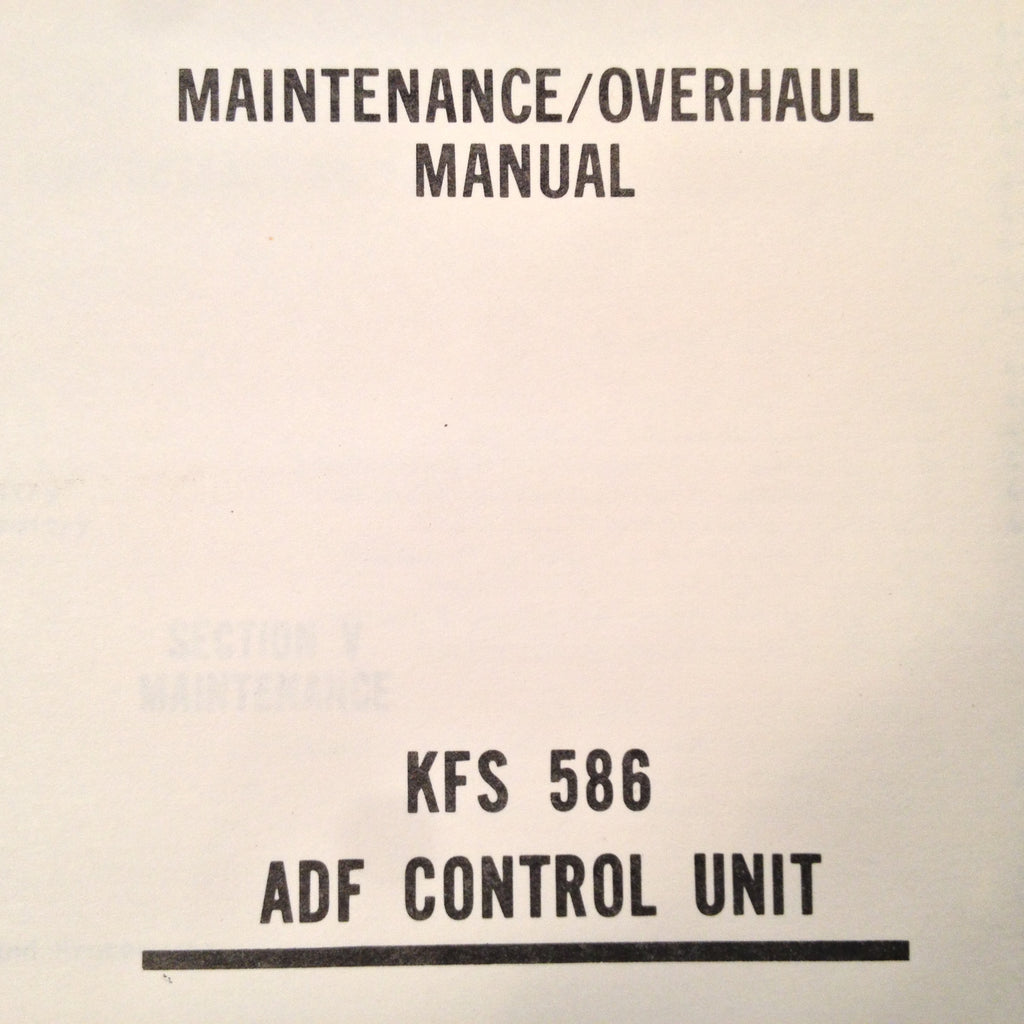 MAINTENANCE/OVERHAUL
MANUAL
SECTION V
MAINTENANCE
KFS 586
ADF CONTROL UNIT